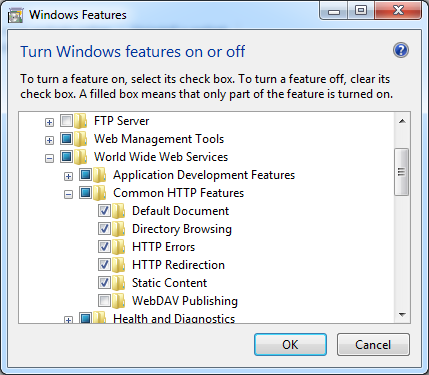 Windows Features
Turn Windows features on or off
To turn a feature on, select its check box. To turn a feature off, clear its
check box. A filled box means that only part of the feature is turned on.
FTP Server
Web Management Tools
World Wide Web Services
Application Development Features
Common HTTP Features
Default Document
Directory Browsing
HTTP Errors
HTTP Redirection
Static Content
WebDAV Publishing
Health and Diagnostics
OK
Cancel